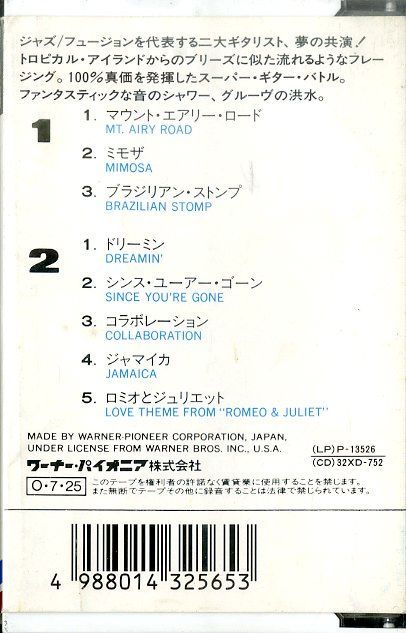 ジャズ/フュージョンを代表する二大ギタリスト、夢の共演!
トロピカル・アイランドからのブリーズに似た流れるようなフレー
ジング。100%真価を発揮したスーパー・ギター・バトル。
ファンタスティックな音のシャワー、グルーヴの洪水。
1
1. マウント・エアリー・ロード
MT. AIRY ROAD
2. ミモザ
MIMOSA
3. ブラジリアン・ストンプ
BRAZILIAN STOMP
2
1. ドリーミン
DREAMIN'
2. シンス・ユーアー・ゴーン
SINCE YOU'RE GONE
3. コラボレーション
COLLABORATION
4. ジャマイカ
JAMAICA
5. ロミオとジュリエット
LOVE THEME FROM "ROMEO & JULIET"
MADE BY WARNER-PIONEER CORPORATION, JAPAN,
UNDER LICENSE FROM WARNER BROS. INC., U.S.A.
(LP)P-13526
(CD)32XD-752
ワーナー・パイオニア株式会社
O・7・25
このテープを権利者の許諾なく賃貸業に使用することを禁じます。
また無断でテープその他に録音することは法律で禁じられています。
4 988014 325653